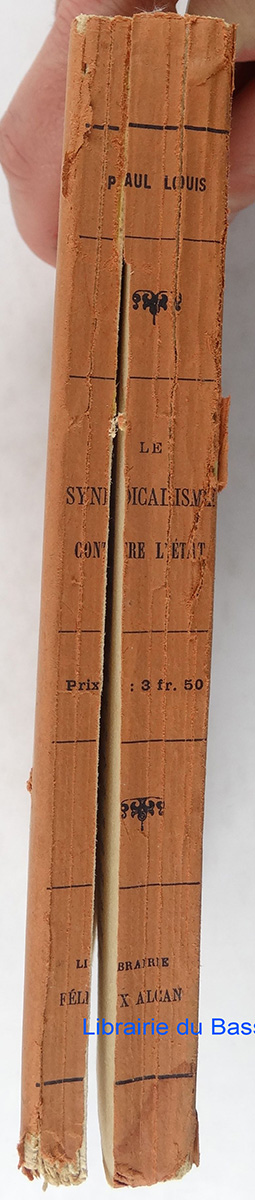 PAUL LOUIS
LE
SYNDICALISME
CONTRE L'ÉTAT
Prix : 3 fr. 50
LIBRAIRIE
FÉLIX ALCAN
Librairie du Bass